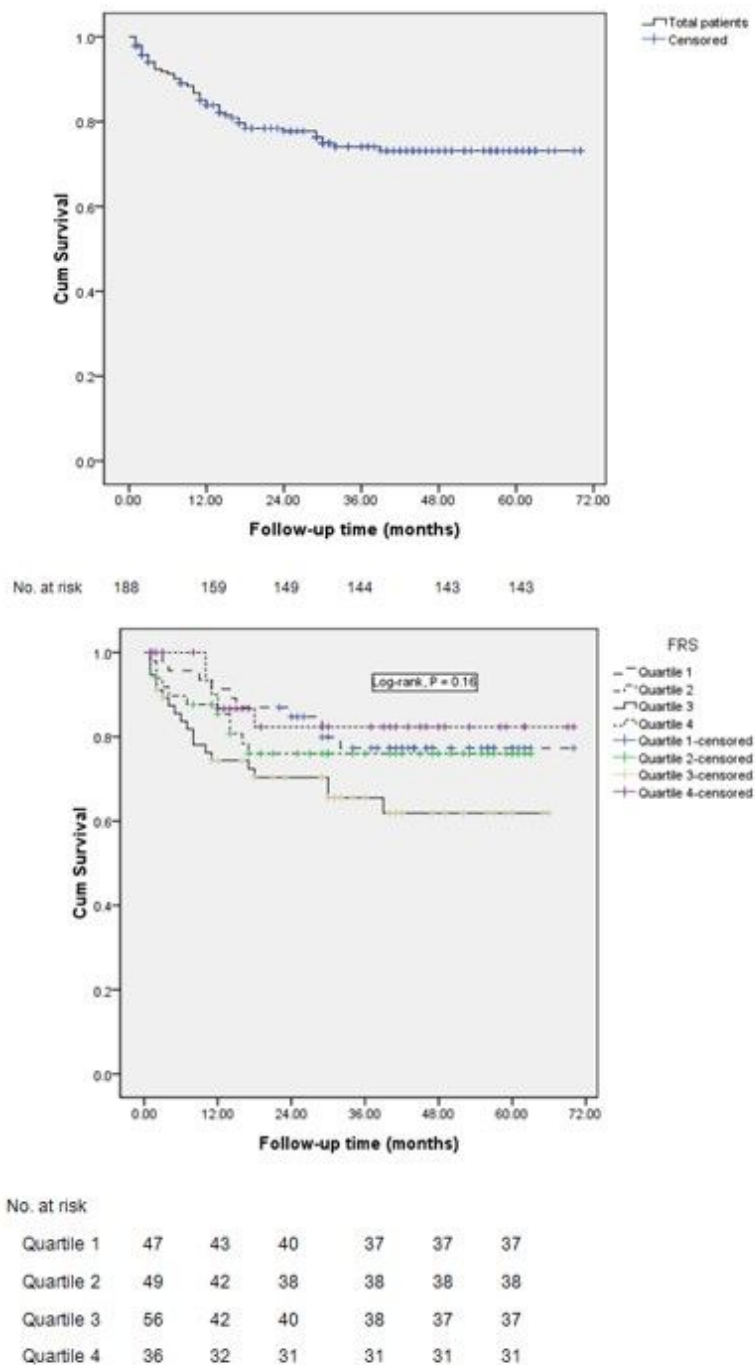 Total patients
Censored
1.0
0.8
0.6
0.4
0.2
0.0
Cum Survival
0.00 12.00 24.00 36.00 48.00 60.00 72.00
Follow-up time (months)
No. at risk 188 159 149 144 143 143
FRS
Quartile 1
Quartile 2
Quartile 3
Quartile 4
Quartile 1-censored
Quartile 2-censored
Quartile 3-censored
Quartile 4-censored
Log-rank, P = 0.16
1.0
0.8
0.6
0.4
0.2
0.0
Cum Survival
0.00 12.00 24.00 36.00 48.00 60.00 72.00
Follow-up time (months)
No. at risk
Quartile 1 47 43 40 37 37 37
Quartile 2 49 42 38 38 38 38
Quartile 3 56 42 40 38 37 37
Quartile 4 36 32 31 31 31 31